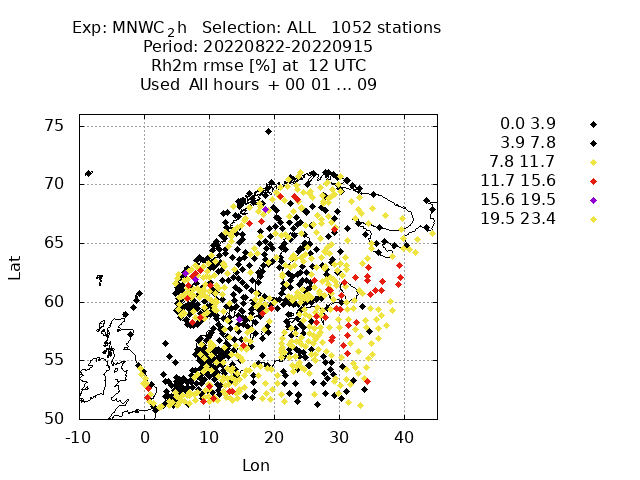 Exp: MNWC_2h   Selection: ALL   1052 stations
Period: 20220822-20220915
Rh2m rmse [%] at  12 UTC
Used  All hours  + 00 01 ... 09
75
70
65
60
55
50
-10 0 10 20 30 40
Lat
Lon
0.0 3.9
3.9 7.8
7.8 11.7
11.7 15.6
15.6 19.5
19.5 23.4